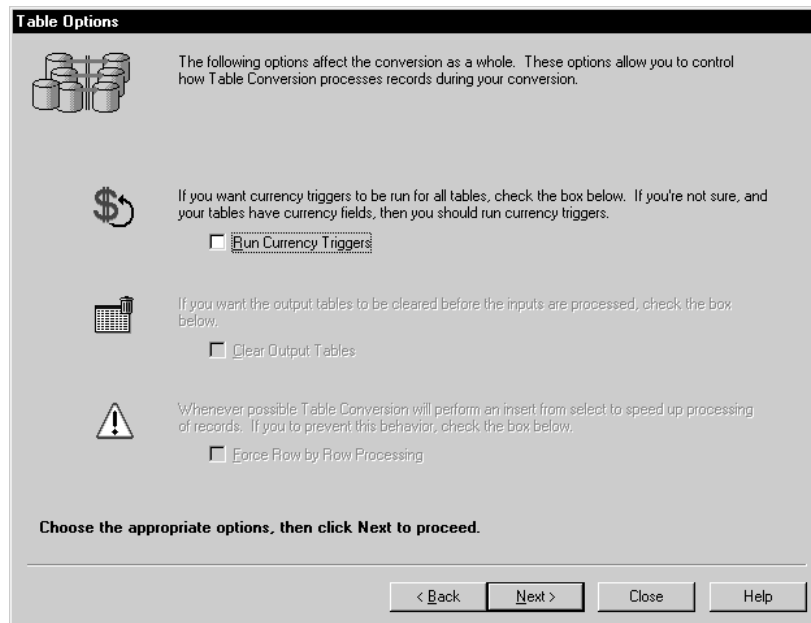 Table Options
The following options affect the conversion as a whole.  These options allow you to control
how Table Conversion processes records during your conversion.
If you want currency triggers to be run for all tables, check the box below.  If you're not sure, and
your tables have currency fields, then you should run currency triggers.
Run Currency Triggers
If you want the output tables to be cleared before the inputs are processed, check the box
below.
Clear Output Tables
Whenever possible Table Conversion will perform an insert from select to speed up processing
of records.  If you to prevent this behavior, check the box below.
Force Row by Row Processing
Choose the appropriate options, then click Next to proceed.
< Back Next > Close Help